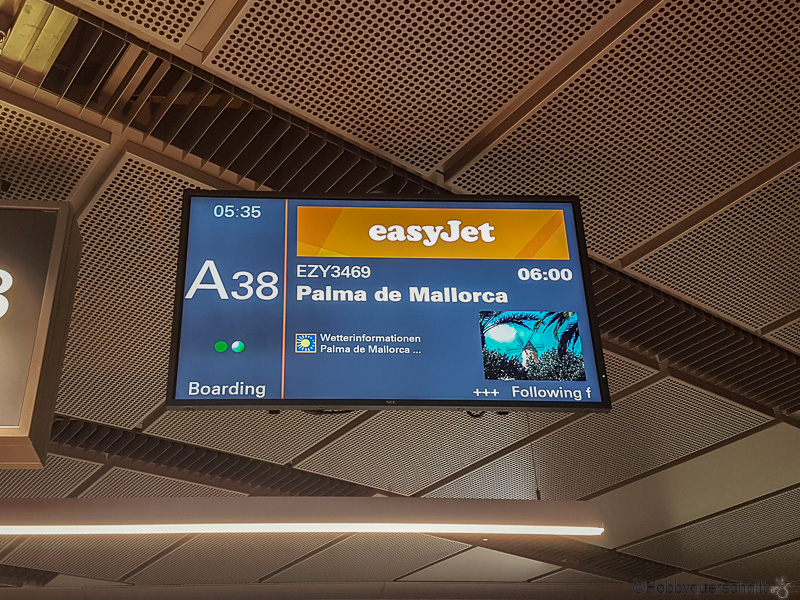 05:35
A38
Boarding
easyJet
EZY3469
06:00
Palma de Mallorca
Wetterinformationen
Palma de Mallorca ...
+++ Following f